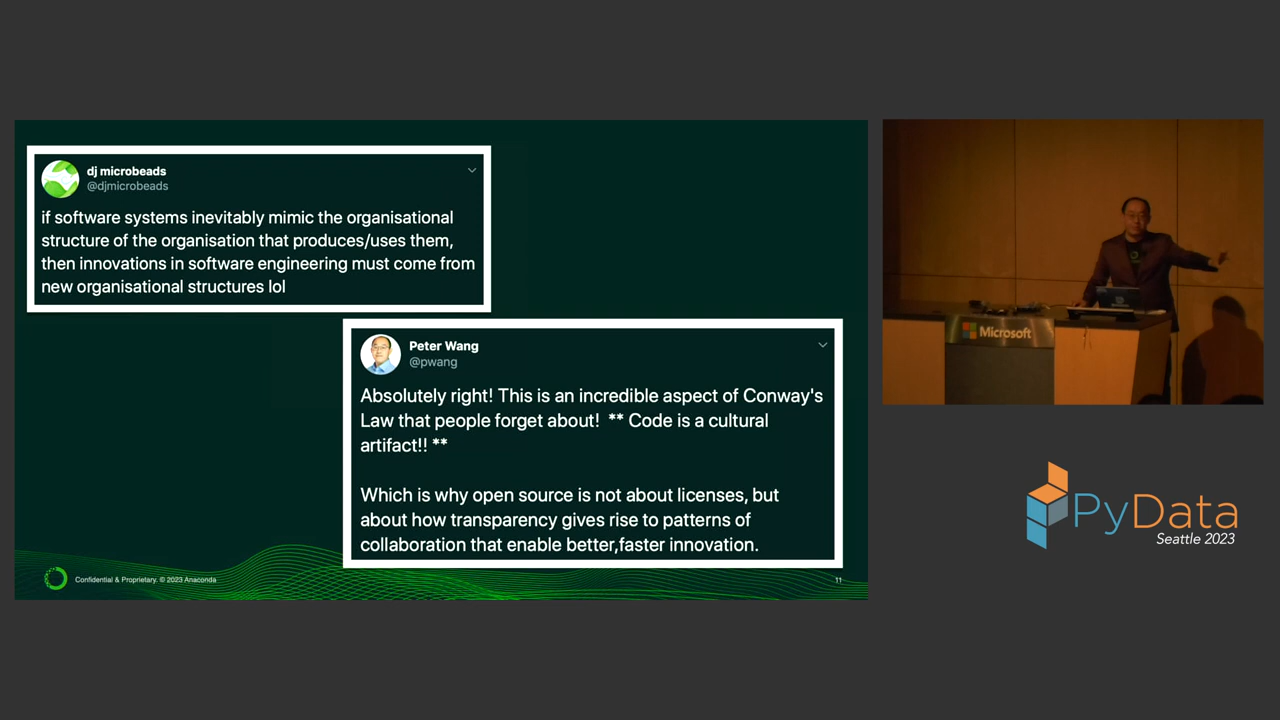 dj microbeads
@djmicrobeads
if software systems inevitably mimic the organisational
structure of the organisation that produces/uses them,
then innovations in software engineering must come from
new organisational structures lol
Peter Wang
@pwang
Absolutely right! This is an incredible aspect of Conway's
Law that people forget about!  ** Code is a cultural
artifact!! **
Which is why open source is not about licenses, but
about how transparency gives rise to patterns of
collaboration that enable better,faster innovation.
Confidential & Proprietary. © 2023 Anaconda
11
Microsoft
PyData
Seattle 2023